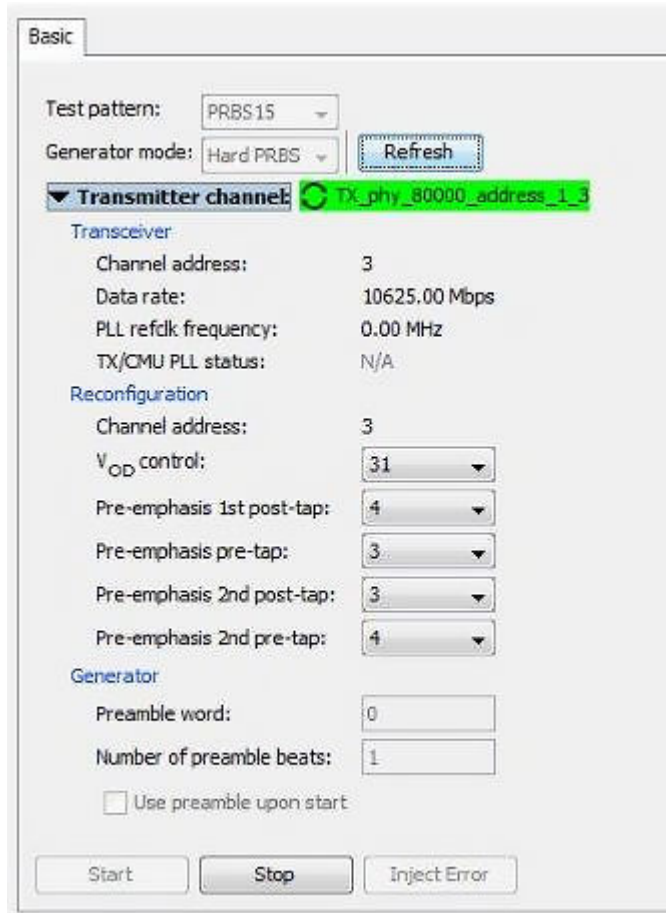 Basic
Test pattern: PRBS15
Generator mode: Hard PRBS Refresh
Transmitter channel: TX_phy_80000_address_1_3
Transceiver
Channel address: 3
Data rate: 10625.00 Mbps
PLL refclk frequency: 0.00 MHz
TX/CMU PLL status: N/A
Reconfiguration
Channel address: 3
VOD control: 31
Pre-emphasis 1st post-tap: 4
Pre-emphasis pre-tap: 3
Pre-emphasis 2nd post-tap: 3
Pre-emphasis 2nd pre-tap: 4
Generator
Preamble word: 0
Number of preamble beats: 1
Use preamble upon start
Start Stop Inject Error